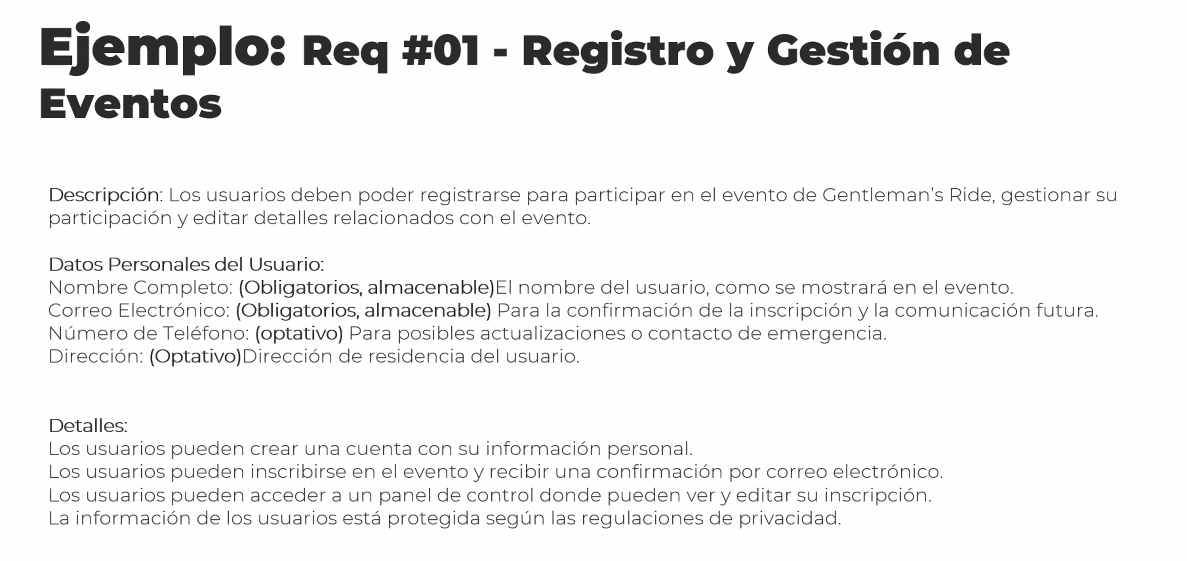 Ejemplo: Req #01 - Registro y Gestión de
Eventos
Descripción: Los usuarios deben poder registrarse para participar en el evento de Gentleman’s Ride, gestionar su
participación y editar detalles relacionados con el evento.
Datos Personales del Usuario:
Nombre Completo: (Obligatorios, almacenable)El nombre del usuario, como se mostrará en el evento.
Correo Electrónico: (Obligatorios, almacenable) Para la confirmación de la inscripción y la comunicación futura.
Número de Teléfono: (optativo) Para posibles actualizaciones o contacto de emergencia.
Dirección: (Optativo)Dirección de residencia del usuario.
Detalles:
Los usuarios pueden crear una cuenta con su información personal.
Los usuarios pueden inscribirse en el evento y recibir una confirmación por correo electrónico.
Los usuarios pueden acceder a un panel de control donde pueden ver y editar su inscripción.
La información de los usuarios está protegida según las regulaciones de privacidad.